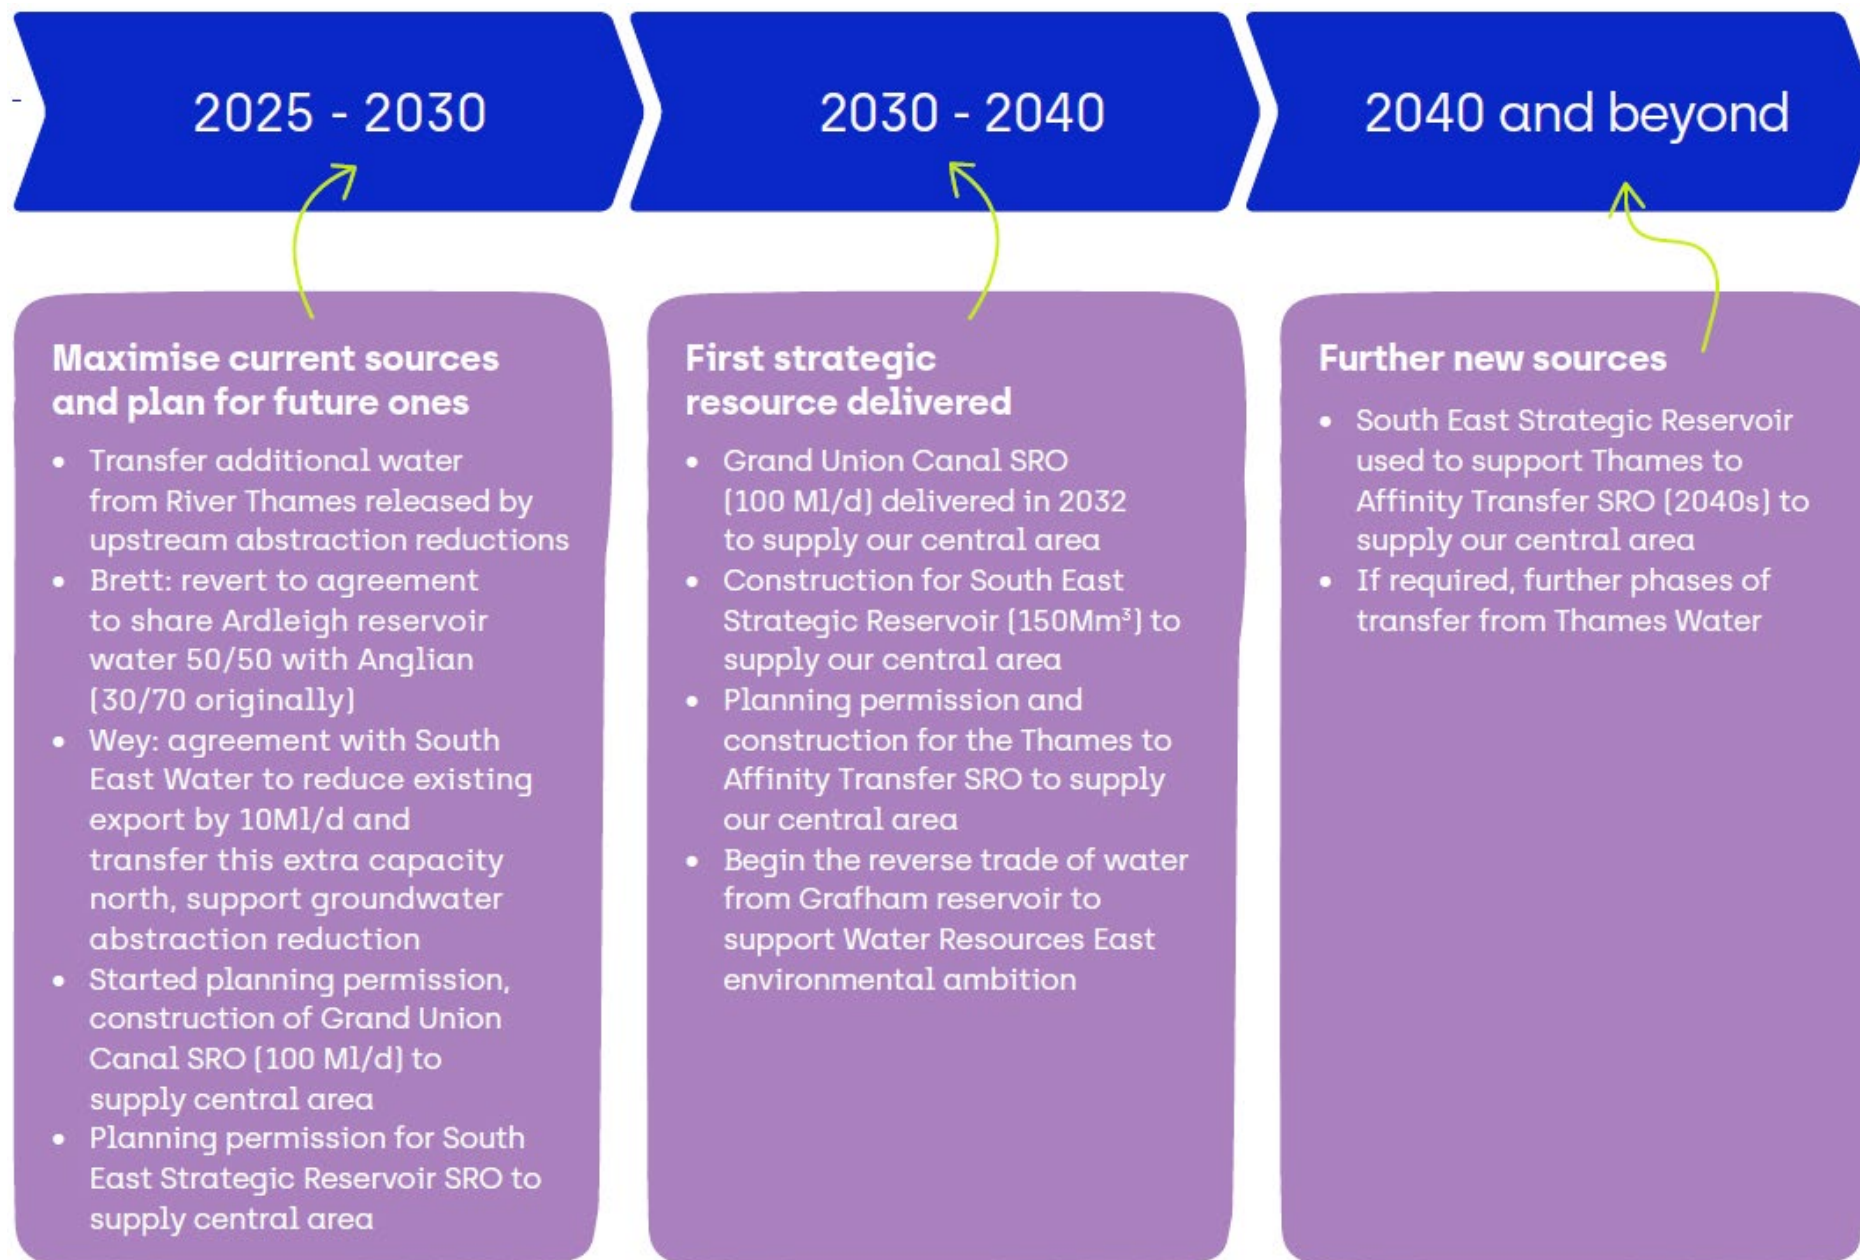 2025 - 2030
2030 - 2040
2040 and beyond
Maximise current sources
and plan for future ones
• Transfer additional water
from River Thames released by
upstream abstraction reductions
• Brett: revert to agreement
to share Ardleigh reservoir
water 50/50 with Anglian
(30/70 originally)
• Wey: agreement with South
East Water to reduce existing
export by 10Ml/d and
transfer this extra capacity
north, support groundwater
abstraction reduction
• Started planning permission,
construction of Grand Union
Canal SRO (100 Ml/d) to
supply central area
• Planning permission for South
East Strategic Reservoir SRO to
supply central area
First strategic
resource delivered
• Grand Union Canal SRO
(100 Ml/d) delivered in 2032
to supply our central area
• Construction for South East
Strategic Reservoir (150Mm³) to
supply our central area
• Planning permission and
construction for the Thames to
Affinity Transfer SRO to supply
our central area
• Begin the reverse trade of water
from Grafham reservoir to
support Water Resources East
environmental ambition
Further new sources
• South East Strategic Reservoir
used to support Thames to
Affinity Transfer SRO (2040s) to
supply our central area
• If required, further phases of
transfer from Thames Water